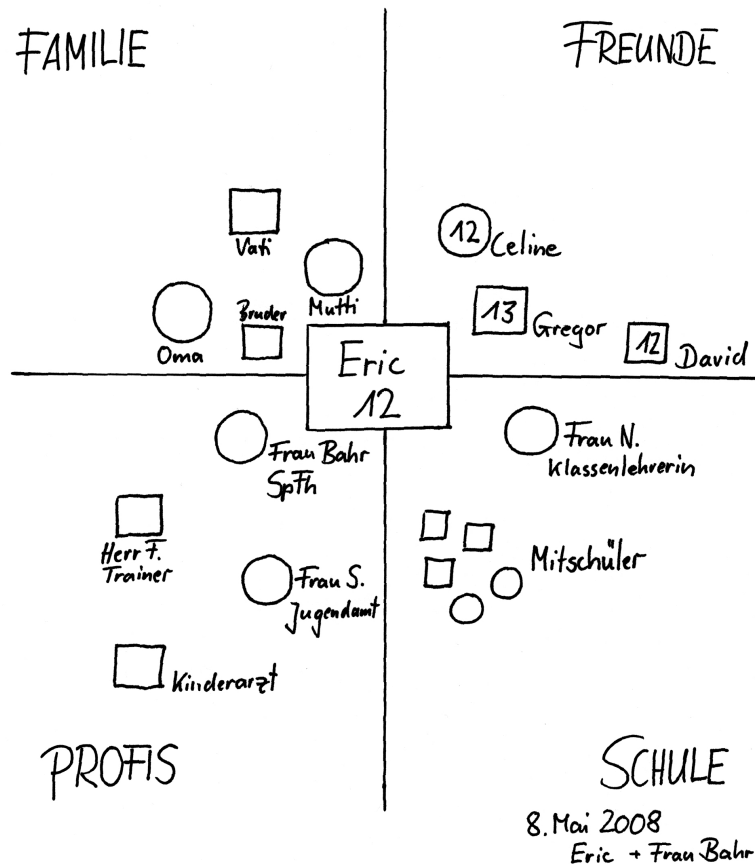 FAMILIE
FREUNDE
Vati
Mutti
Oma
Bruder
12 Celine
13 Gregor
12 David
Eric
12
Frau Bahr
SpFh
Herr F.
Trainer
Frau S.
Jugendamt
Kinderarzt
Frau N.
Klassenlehrerin
Mitschüler
PROFIS
SCHULE
8. Mai 2008
Eric + Frau Bahr